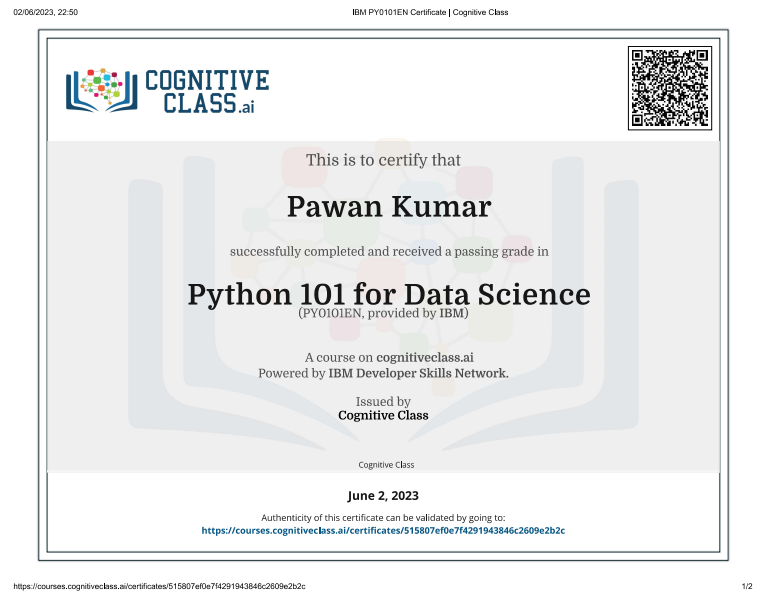 02/06/2023, 22:50
IBM PY0101EN Certificate | Cognitive Class
COGNITIVE
CLASS.ai
This is to certify that
Pawan Kumar
successfully completed and received a passing grade in
Python 101 for Data Science
(PY0101EN, provided by IBM)
A course on cognitiveclass.ai
Powered by IBM Developer Skills Network.
Issued by
Cognitive Class
Cognitive Class
June 2, 2023
Authenticity of this certificate can be validated by going to:
https://courses.cognitiveclass.ai/certificates/515807ef0e7f4291943846c2609e2b2c
https://courses.cognitiveclass.ai/certificates/515807ef0e7f4291943846c2609e2b2c
1/2